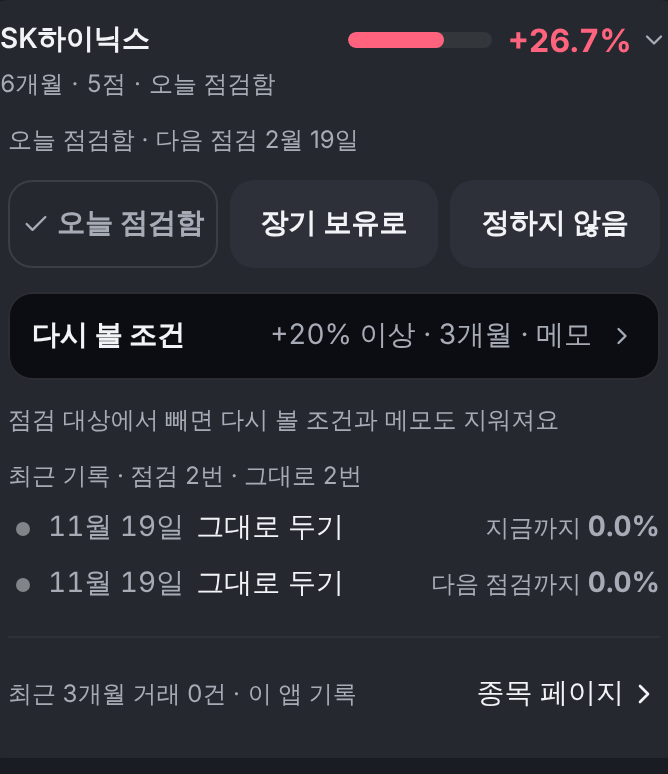 SK하이닉스 +26.7%
6개월 · 5점 · 오늘 점검함
오늘 점검함 · 다음 점검 2월 19일
오늘 점검함 장기 보유로 정하지 않음
다시 볼 조건 +20% 이상 · 3개월 · 메모
점검 대상에서 빼면 다시 볼 조건과 메모도 지워져요
최근 기록 · 점검 2번 · 그대로 2번
11월 19일 그대로 두기 지금까지 0.0%
11월 19일 그대로 두기 다음 점검까지 0.0%
최근 3개월 거래 0건 · 이 앱 기록 종목 페이지